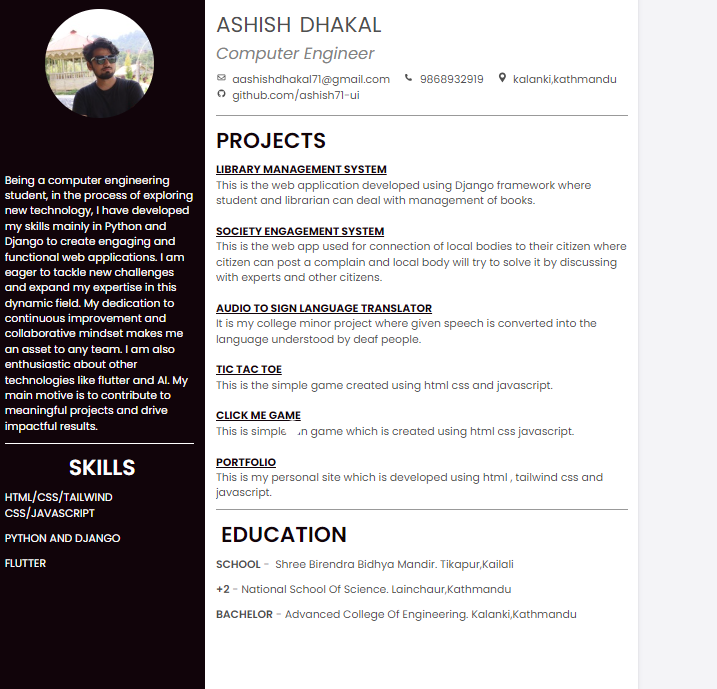 Being a computer engineering
student, in the process of exploring
new technology, I have developed
my skills mainly in Python and
Django to create engaging and
functional web applications. I am
eager to tackle new challenges
and expand my expertise in this
dynamic field. My dedication to
continuous improvement and
collaborative mindset makes me
an asset to any team. I am also
enthusiastic about other
technologies like flutter and AI. My
main motive is to contribute to
meaningful projects and drive
impactful results.
SKILLS
HTML/CSS/TAILWIND
CSS/JAVASCRIPT
PYTHON AND DJANGO
FLUTTER
ASHISH DHAKAL
Computer Engineer
aashishdhakal71@gmail.com 9868932919 kalanki,kathmandu
github.com/ashish71-ui
PROJECTS
LIBRARY MANAGEMENT SYSTEM
This is the web application developed using Django framework where
student and librarian can deal with management of books.
SOCIETY ENGAGEMENT SYSTEM
This is the web app used for connection of local bodies to their citizen where
citizen can post a complain and local body will try to solve it by discussing
with experts and other citizens.
AUDIO TO SIGN LANGUAGE TRANSLATOR
It is my college minor project where given speech is converted into the
language understood by deaf people.
TIC TAC TOE
This is the simple game created using html css and javascript.
CLICK ME GAME
This is simple game which is created using html css javascript.
PORTFOLIO
This is my personal site which is developed using html , tailwind css and
javascript.
EDUCATION
SCHOOL - Shree Birendra Bidhya Mandir. Tikapur,Kailali
+2 - National School Of Science. Lainchaur,Kathmandu
BACHELOR - Advanced College Of Engineering. Kalanki,Kathmandu